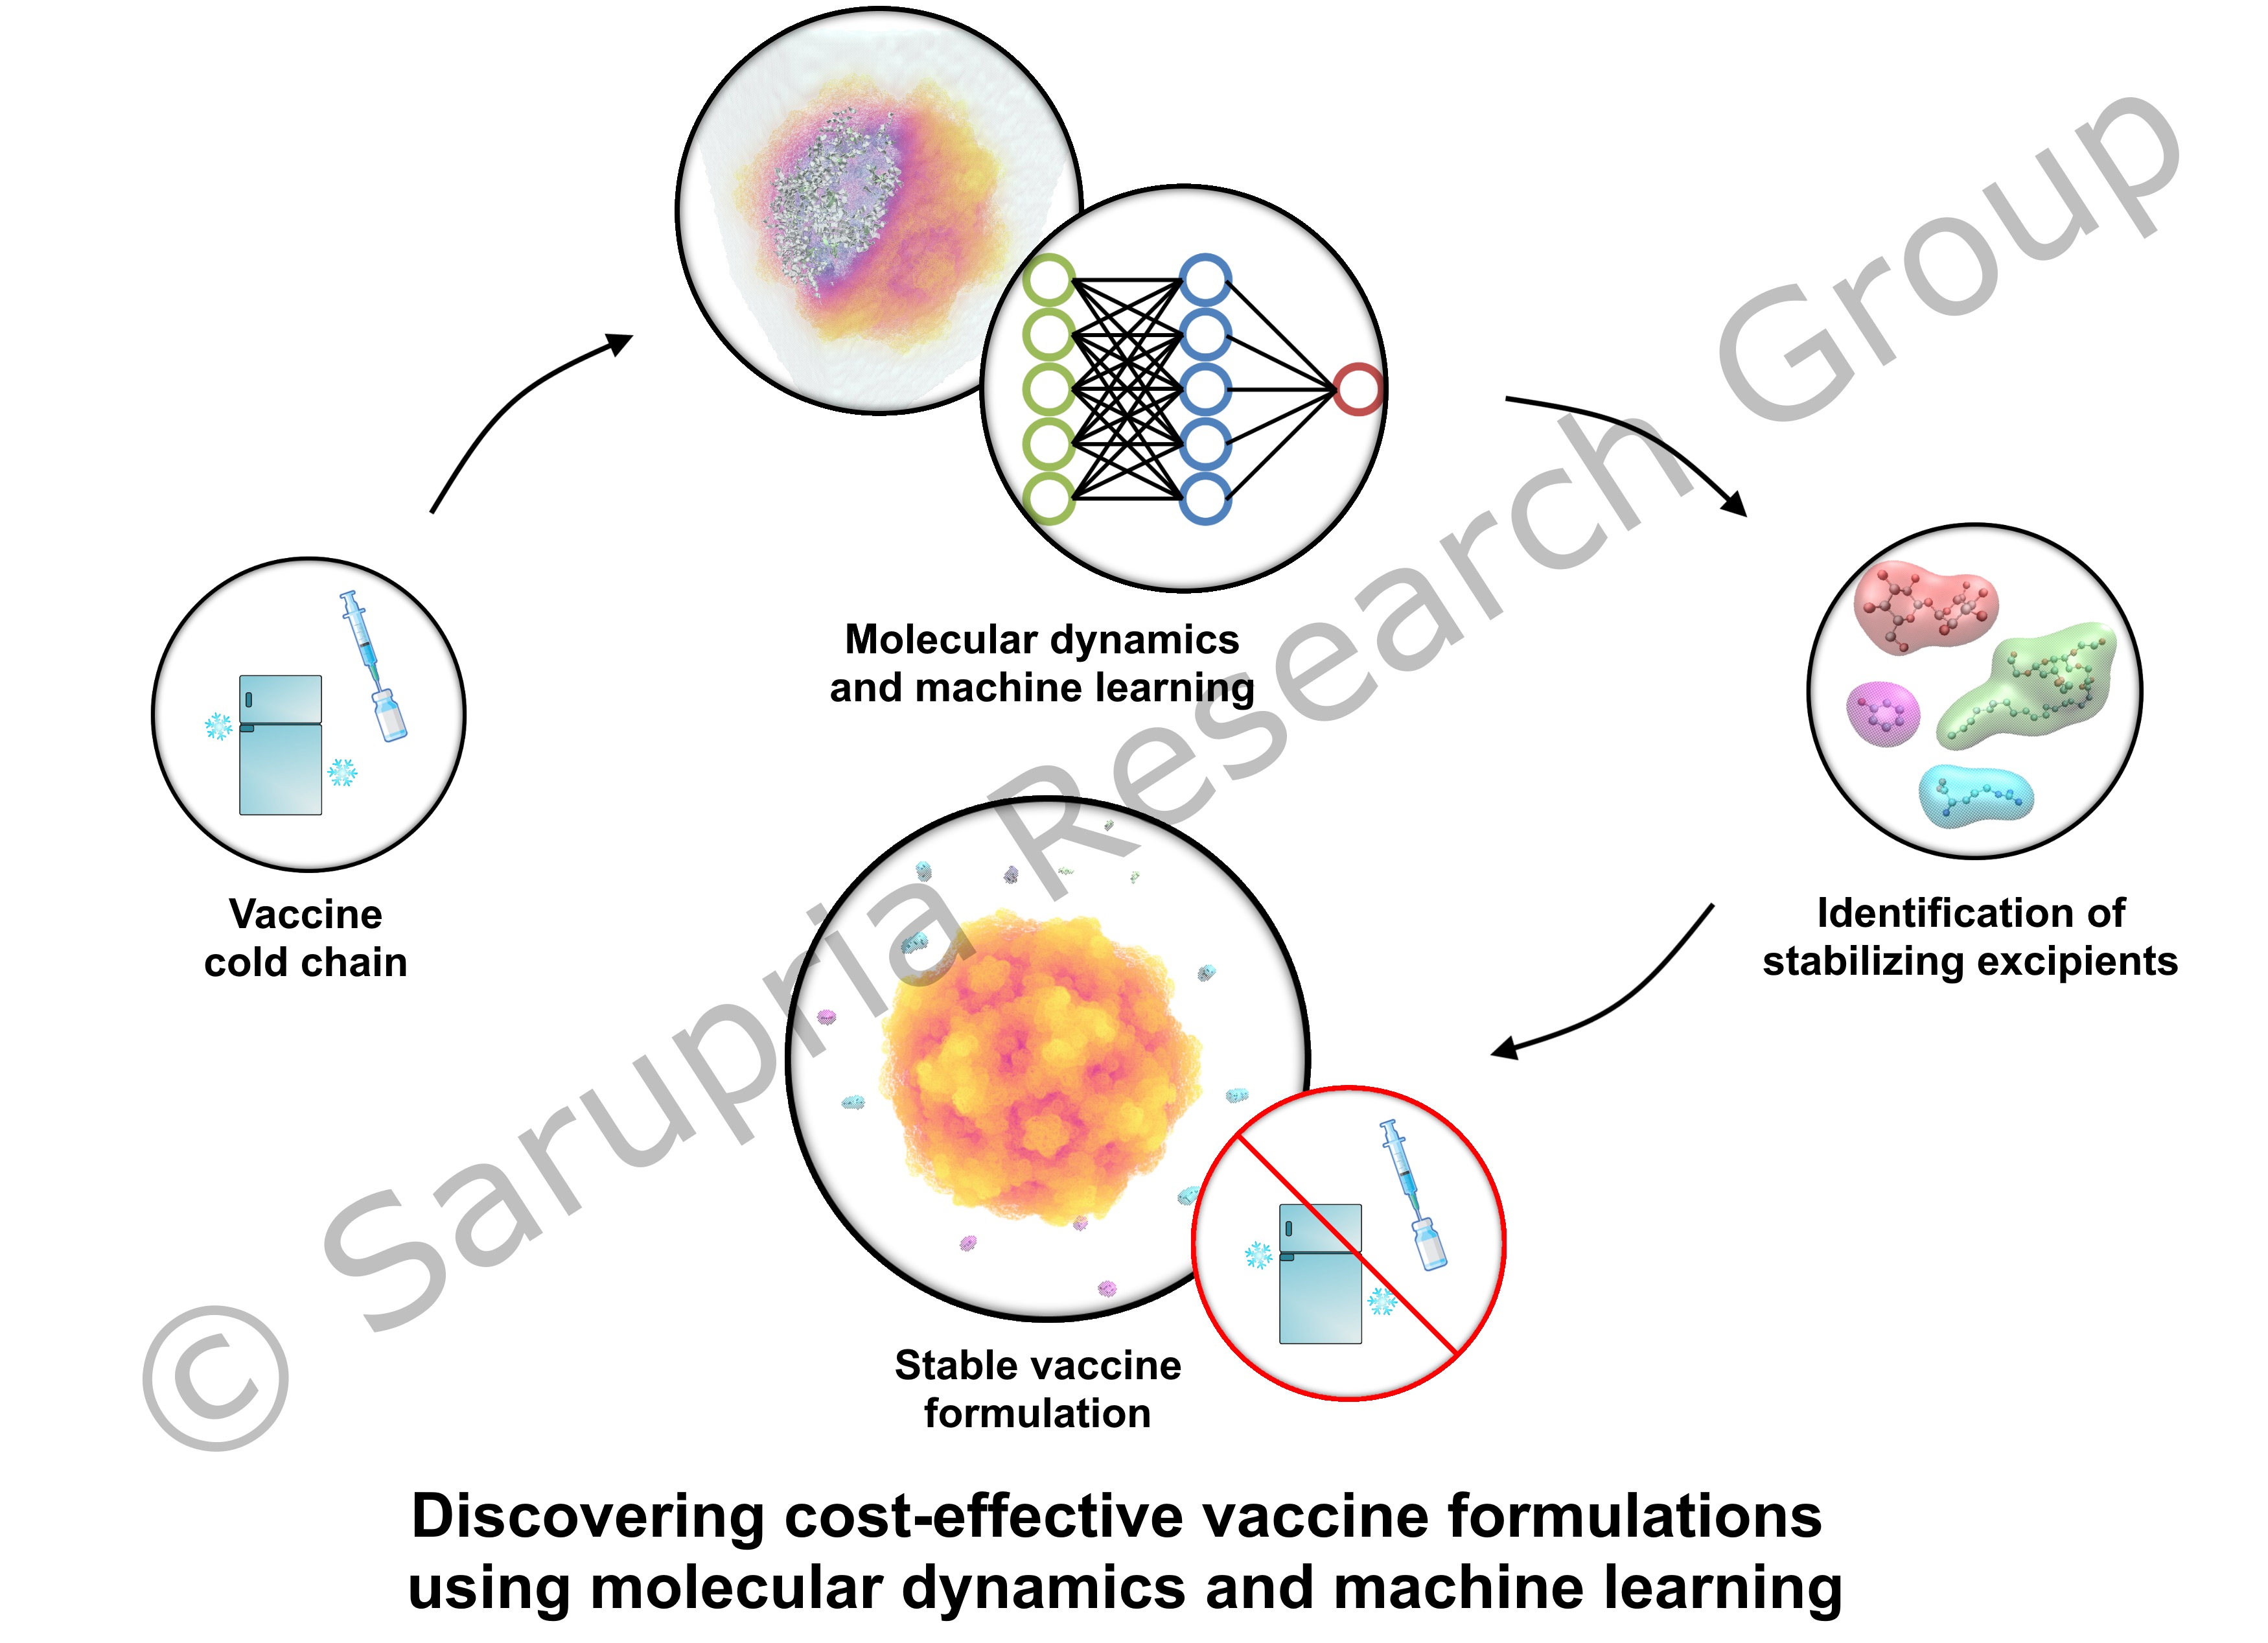 Molecular dynamics
and machine learning
Vaccine
cold chain
Identification of
stabilizing excipients
Stable vaccine
formulation
Discovering cost-effective vaccine formulations
using molecular dynamics and machine learning
© Sarupria Research Group